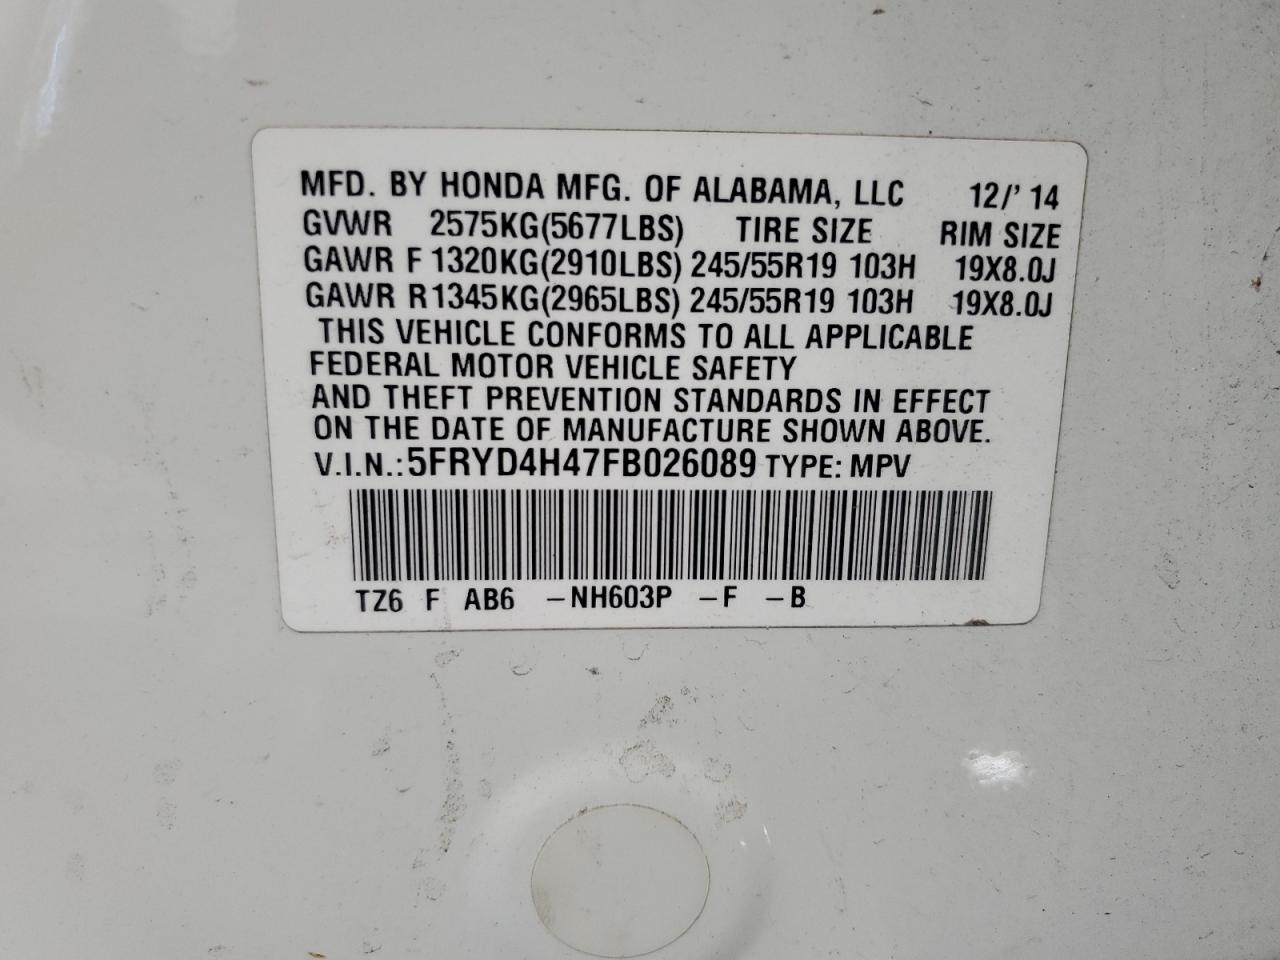 MFD. BY HONDA MFG. OF ALABAMA, LLC 12/' 14
GVWR 2575KG(5677LBS) TIRE SIZE RIM SIZE
GAWR F 1320KG(2910LBS) 245/55R19 103H 19X8.0J
GAWR R 1345KG(2965LBS) 245/55R19 103H 19X8.0J
THIS VEHICLE CONFORMS TO ALL APPLICABLE
FEDERAL MOTOR VEHICLE SAFETY
AND THEFT PREVENTION STANDARDS IN EFFECT
ON THE DATE OF MANUFACTURE SHOWN ABOVE.
V.I.N.: 5FRYD4H47FB026089 TYPE: MPV
TZ6 F AB6 -NH603P -F -B